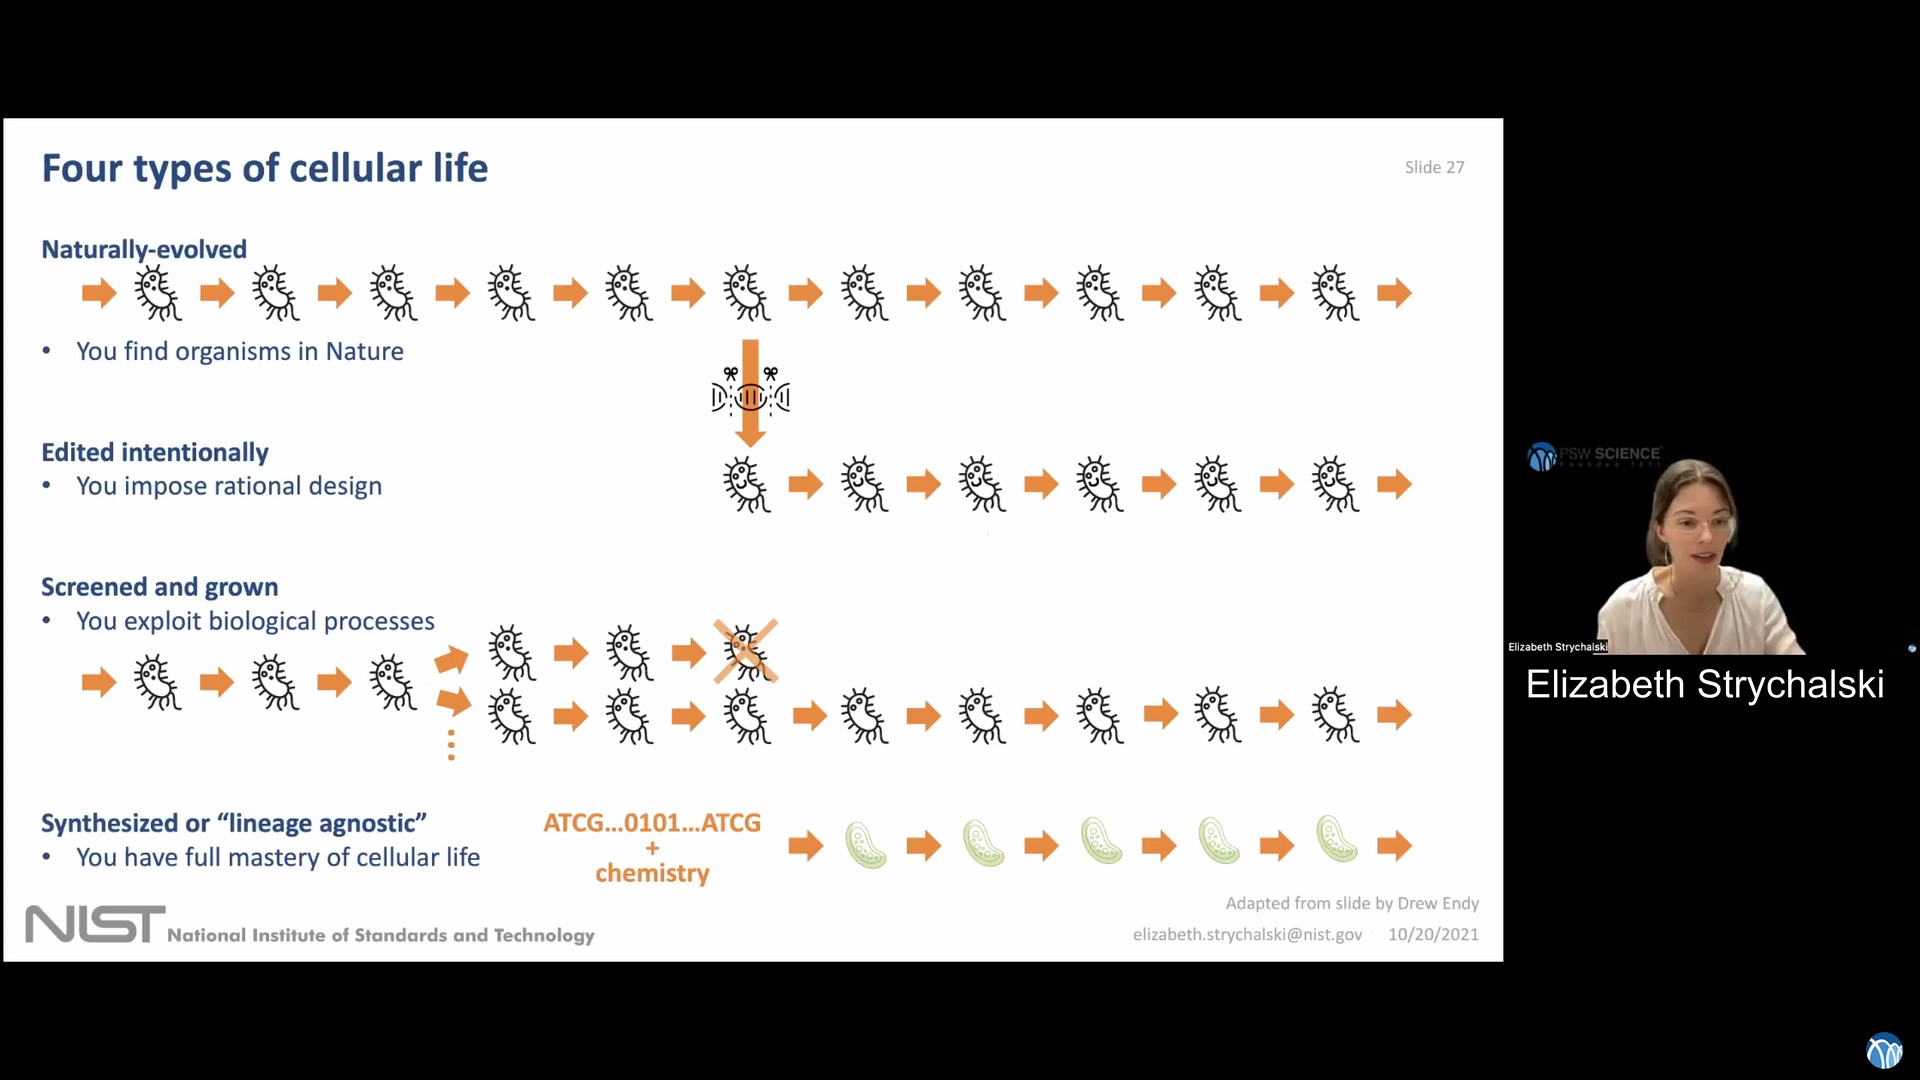 Four types of cellular life
Slide 27
Naturally-evolved
• You find organisms in Nature
Edited intentionally
• You impose rational design
Screened and grown
• You exploit biological processes
Synthesized or “lineage agnostic”
• You have full mastery of cellular life
ATCG...0101...ATCG
+
chemistry
Adapted from slide by Drew Endy
NIST National Institute of Standards and Technology
elizabeth.strychalski@nist.gov 10/20/2021
PSW SCIENCE
Elizabeth Strychalski
Elizabeth Strychalski